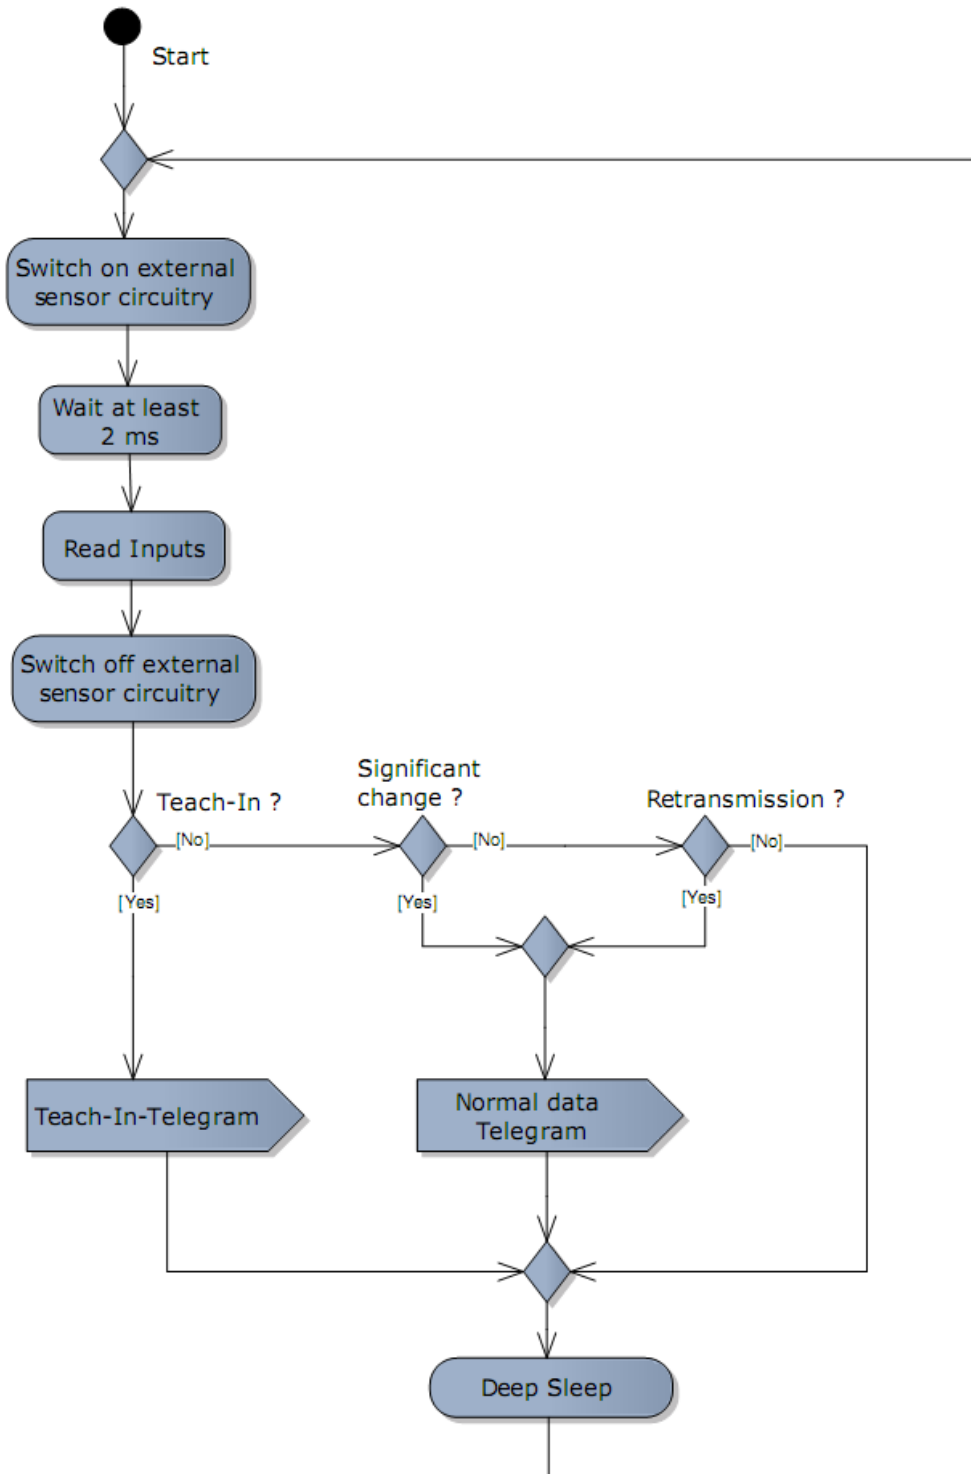 Start
Switch on external
sensor circuitry
Wait at least
2 ms
Read Inputs
Switch off external
sensor circuitry
Teach-In ?
Significant
change ?
Retransmission ?
[No]
[No]
[No]
[Yes]
[Yes]
[Yes]
Teach-In-Telegram
Normal data
Telegram
Deep Sleep